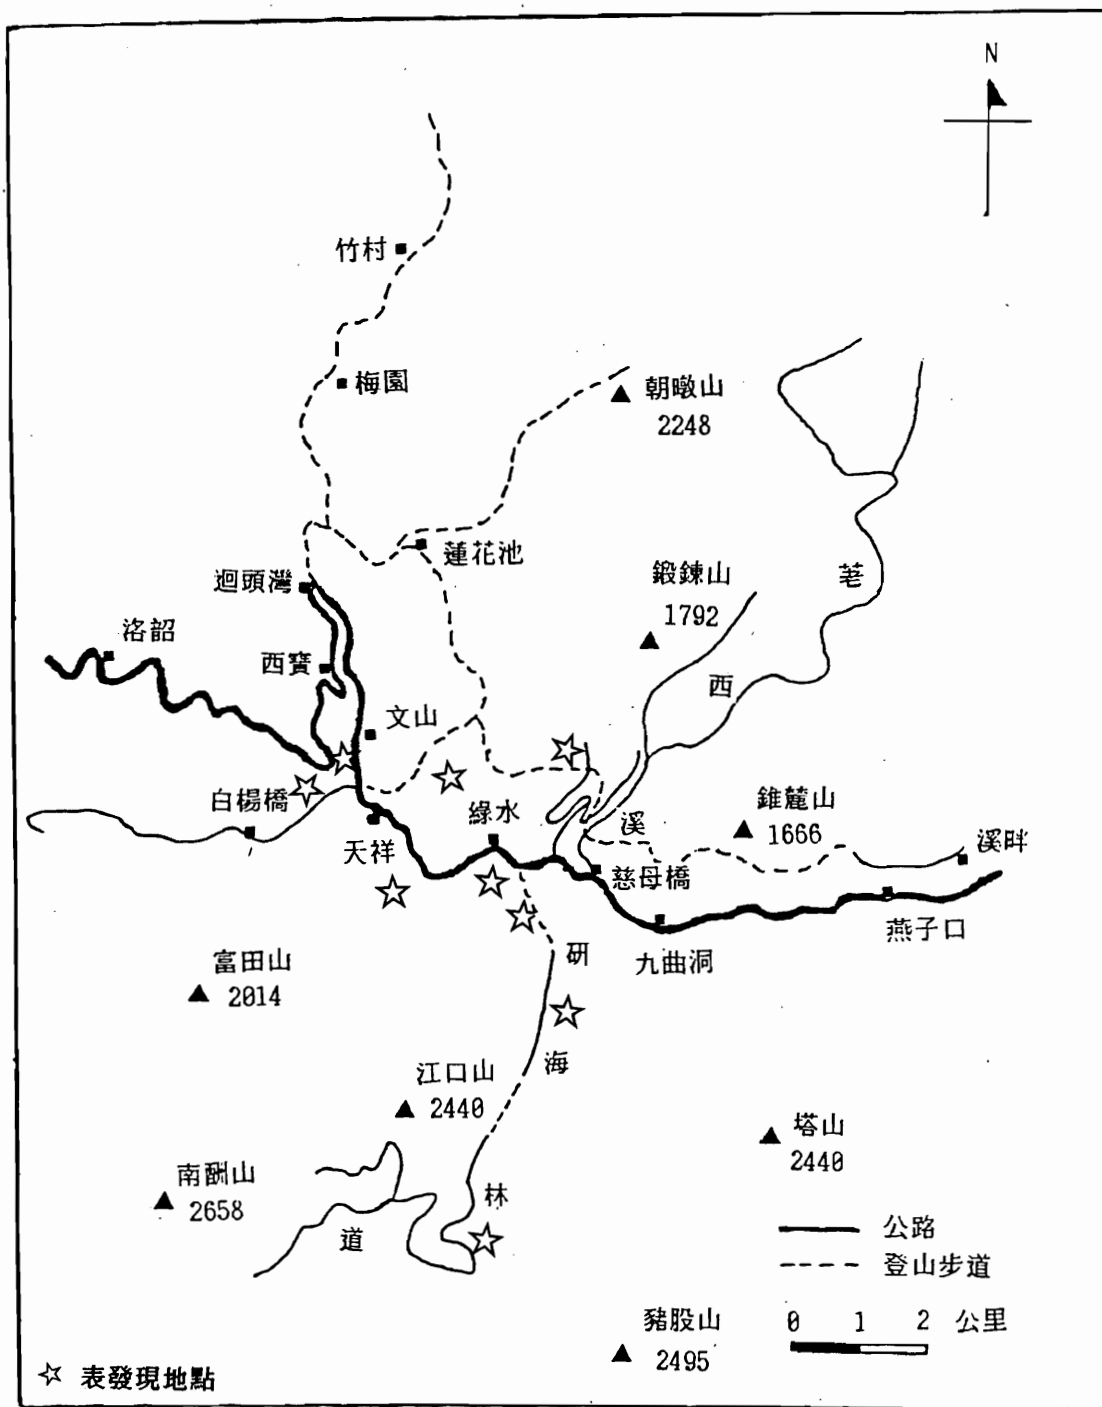 N
竹村
梅園
朝暾山
2248
蓮花池
鍛鍊山
1792
荖
西
溪
迴頭灣
洛韶
西寶
文山
白楊橋
天祥
綠水
慈母橋
錐麓山
1666
溪畔
燕子口
九曲洞
富田山
2014
研
海
林
道
江口山
2440
塔山
2440
南酬山
2658
公路
登山步道
0 1 2 公里
豬股山
2495
☆ 表發現地點